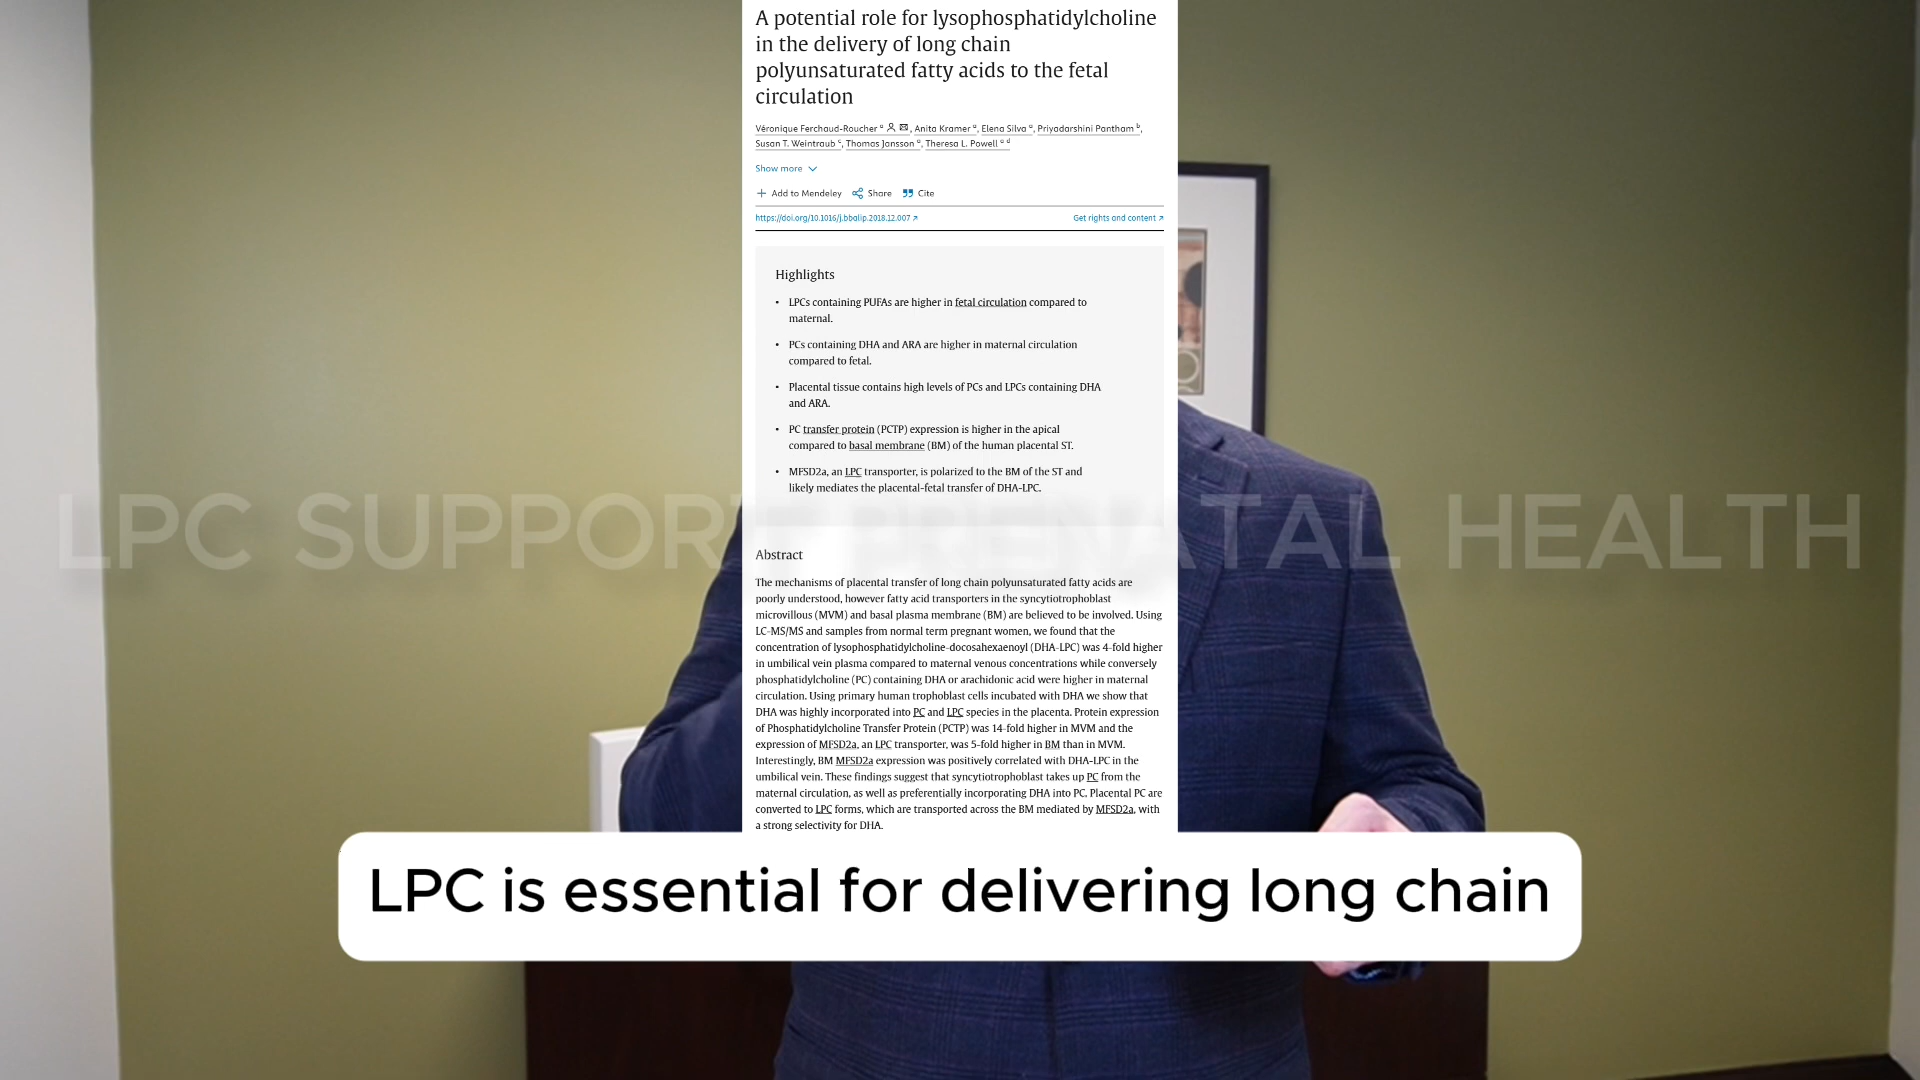 A potential role for lysophosphatidylcholine
in the delivery of long chain
polyunsaturated fatty acids to the fetal
circulation
Véronique Ferchaud-Roucher a, Anita Kramer a, Elena Silva a, Priyadarshini Pantham b,
Susan T. Weintraub c, Thomas Jansson a, Theresa L. Powell a d
Show more
Add to Mendeley Share Cite
https://doi.org/10.1016/j.bbalip.2018.12.007 Get rights and content
Highlights
• LPCs containing PUFAs are higher in fetal circulation compared to
maternal.
• PCs containing DHA and ARA are higher in maternal circulation
compared to fetal.
• Placental tissue contains high levels of PCs and LPCs containing DHA
and ARA.
• PC transfer protein (PCTP) expression is higher in the apical
compared to basal membrane (BM) of the human placental ST.
• MFSD2a, an LPC transporter, is polarized to the BM of the ST and
likely mediates the placental-fetal transfer of DHA-LPC.
LPC SUPPORT PRENATAL HEALTH
Abstract
The mechanisms of placental transfer of long chain polyunsaturated fatty acids are
poorly understood, however fatty acid transporters in the syncytiotrophoblast
microvillous (MVM) and basal plasma membrane (BM) are believed to be involved. Using
LC-MS/MS and samples from normal term pregnant women, we found that the
concentration of lysophosphatidylcholine-docosahexaenoyl (DHA-LPC) was 4-fold higher
in umbilical vein plasma compared to maternal venous concentrations while conversely
phosphatidylcholine (PC) containing DHA or arachidonic acid were higher in maternal
circulation. Using primary human trophoblast cells incubated with DHA we show that
DHA was highly incorporated into PC and LPC species in the placenta. Protein expression
of Phosphatidylcholine Transfer Protein (PCTP) was 14-fold higher in MVM and the
expression of MFSD2a, an LPC transporter, was 5-fold higher in BM than in MVM.
Interestingly, BM MFSD2a expression was positively correlated with DHA-LPC in the
umbilical vein. These findings suggest that syncytiotrophoblast takes up PC from the
maternal circulation, as well as preferentially incorporating DHA into PC. Placental PC are
converted to LPC forms, which are transported across the BM mediated by MFSD2a, with
a strong selectivity for DHA.
LPC is essential for delivering long chain